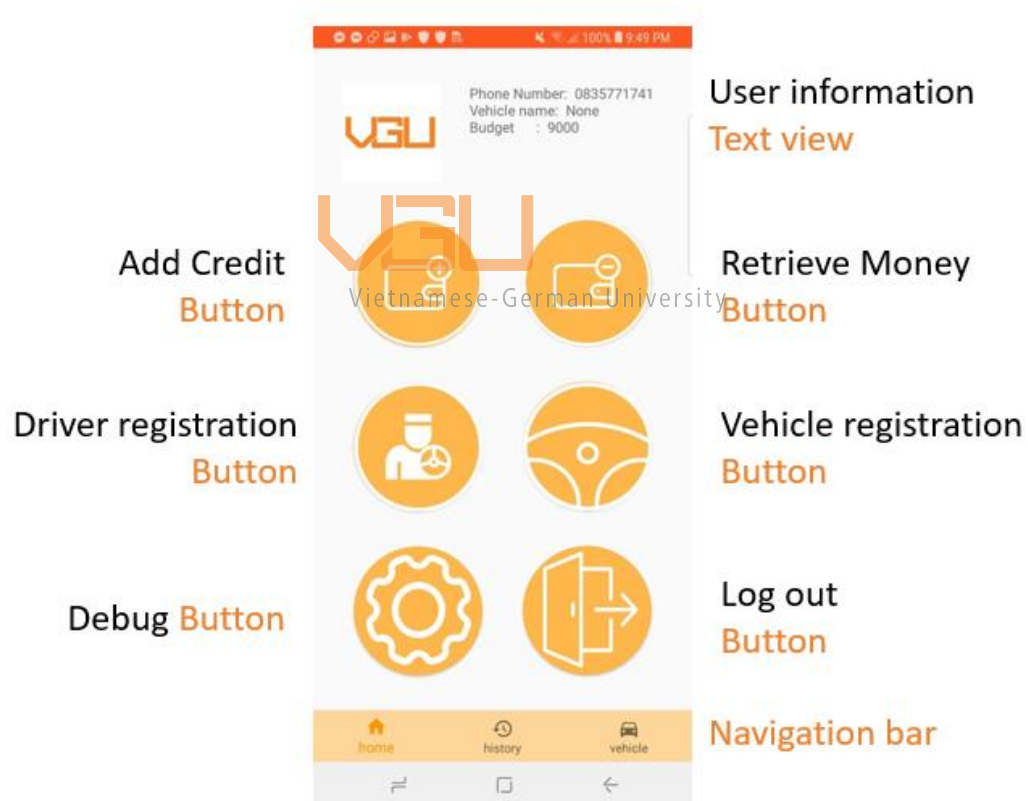 100% 9:49 PM
Phone Number: 0835771741
Vehicle name: None
Budget : 9000
VGU
User information
Text view
VGU
Vietnamese-German University
Add Credit
Button
Retrieve Money
Button
Driver registration
Button
Vehicle registration
Button
Debug Button
Log out
Button
home
history
vehicle
Navigation bar